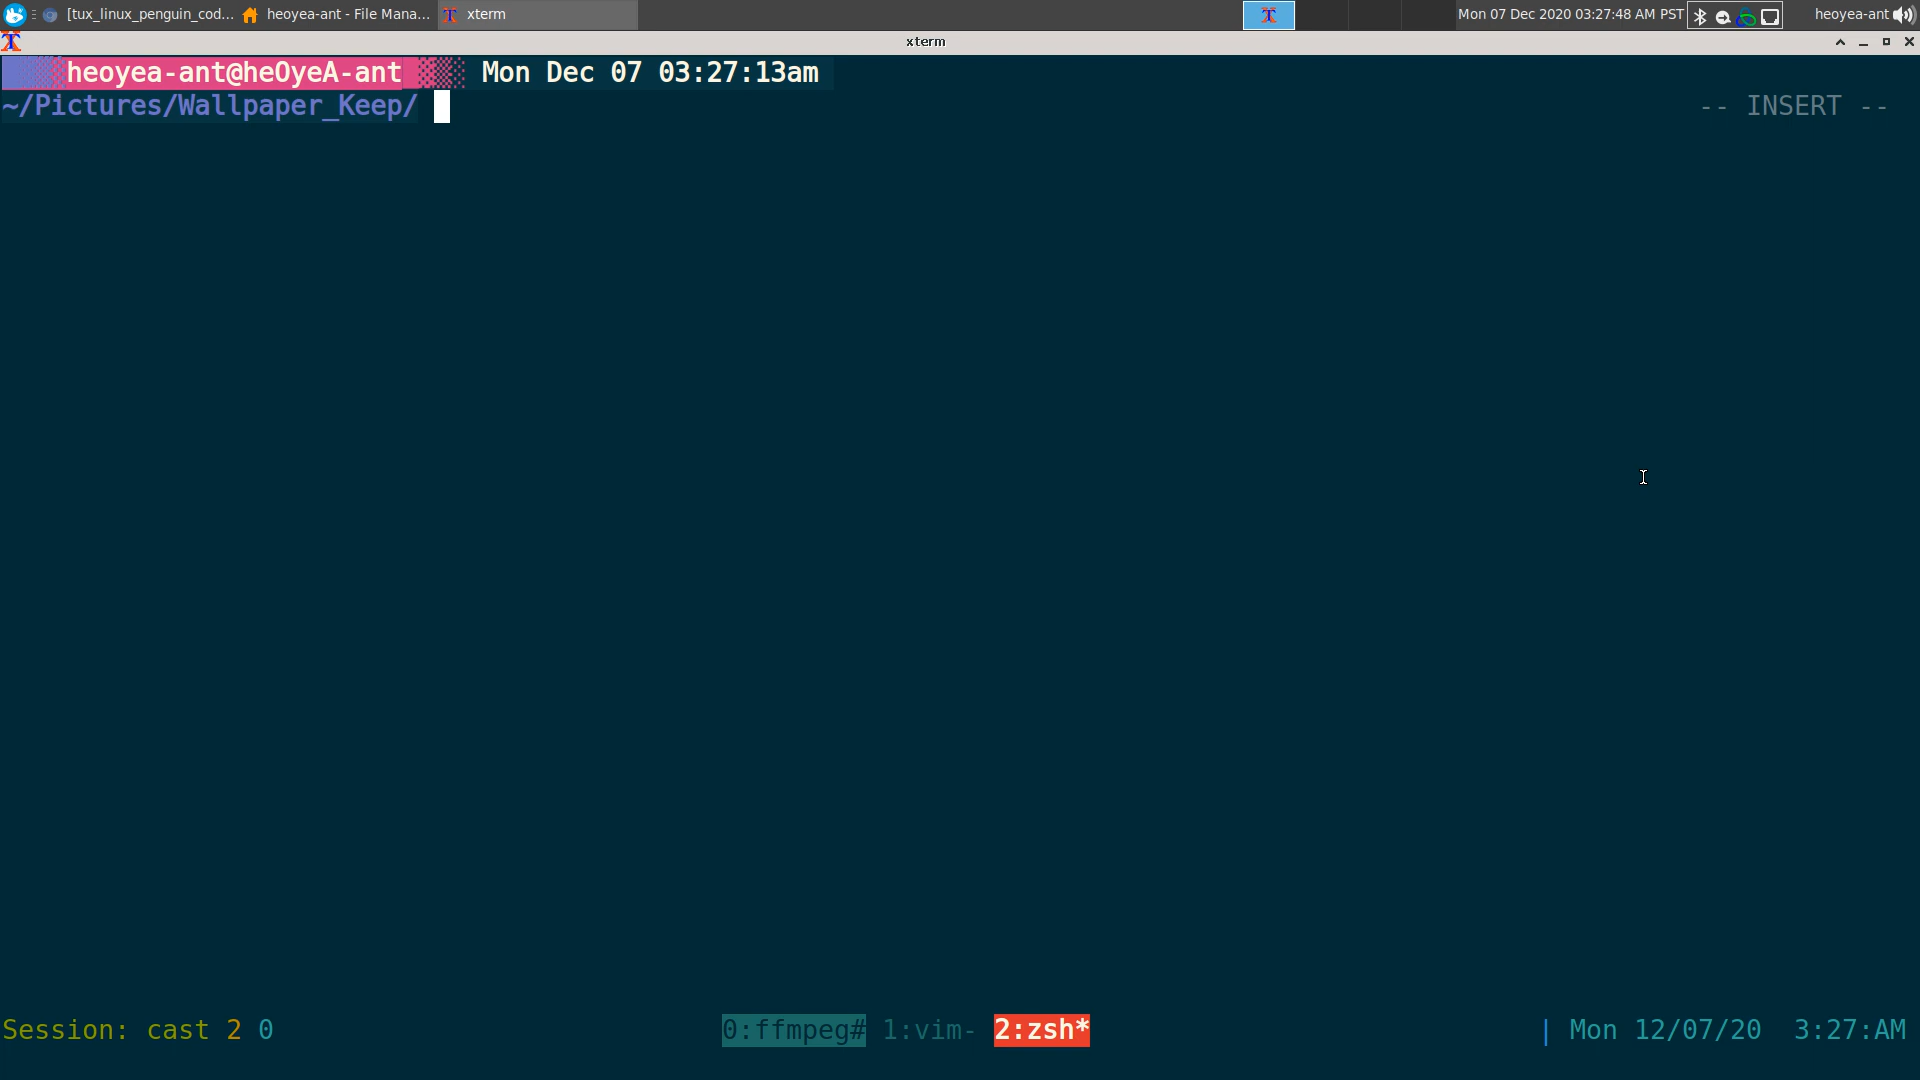 [tux_linux_penguin_cod... heoyea-ant - File Mana... xterm Mon 07 Dec 2020 03:27:48 AM PST heoyea-ant
xterm
heoyea-ant@heOyeA-ant Mon Dec 07 03:27:13am
~/Pictures/Wallpaper_Keep/ -- INSERT --
Session: cast 2 0 0:ffmpeg# 1:vim- 2:zsh* | Mon 12/07/20 3:27:AM